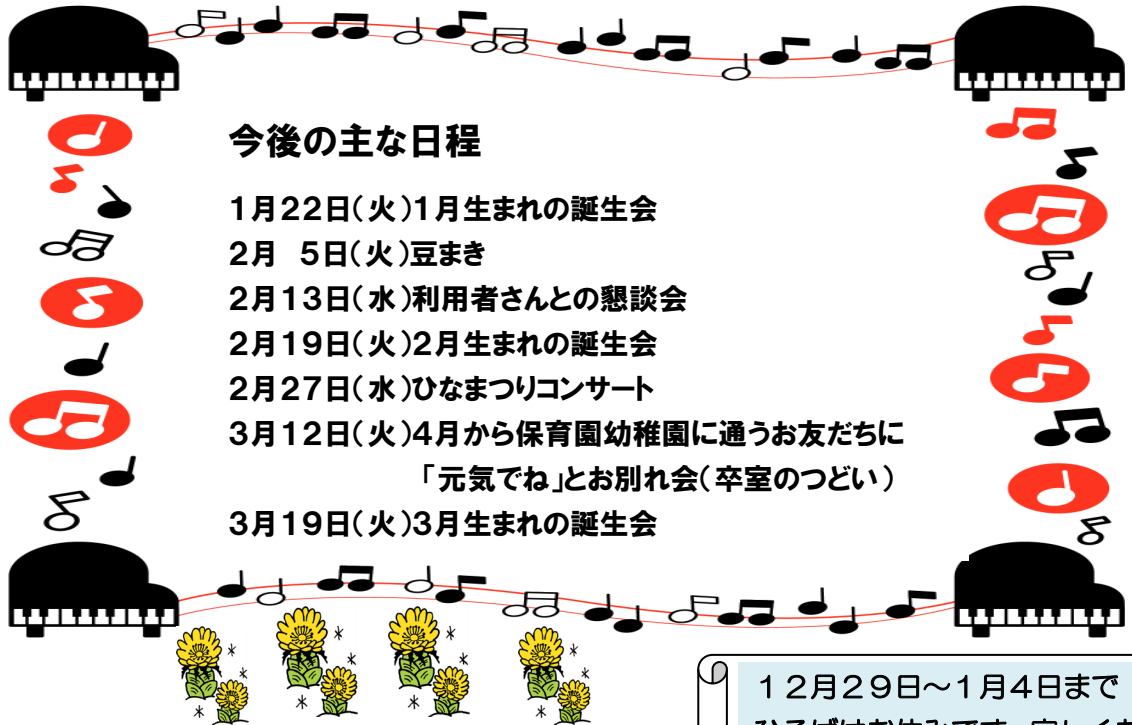 今後の主な日程
1月22日(火)1月生まれの誕生会
2月　5日(火)豆まき
2月13日(水)利用者さんとの懇談会
2月19日(火)2月生まれの誕生会
2月27日(水)ひなまつりコンサート
3月12日(火)4月から保育園幼稚園に通うお友だちに
「元気でね」とお別れ会(卒室のつどい)
3月19日(火)3月生まれの誕生会
12月29日～1月4日まで